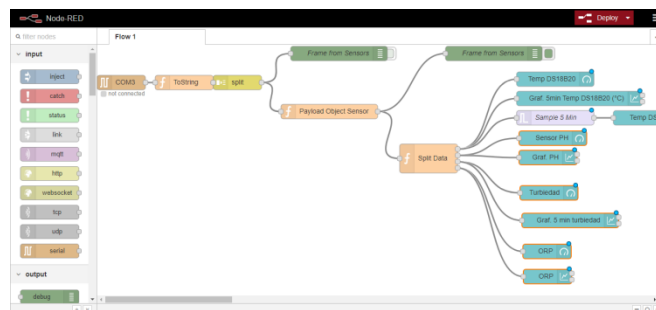 Node-RED
Deploy
filter nodes
Flow 1
input
inject
catch
status
link
mqtt
http
websocket
tcp
udp
serial
output
debug
COM3
not connected
ToString
split
Frame from Sensors
Frame from Sensors
Payload Object Sensor
Split Data
Temp DS18B20
Graf. 5min Temp DS18B20 (°C)
Sample 5 Min
Temp DS
Sensor PH
Graf. PH
Turbiedad
Graf. 5 min turbiedad
ORP
ORP